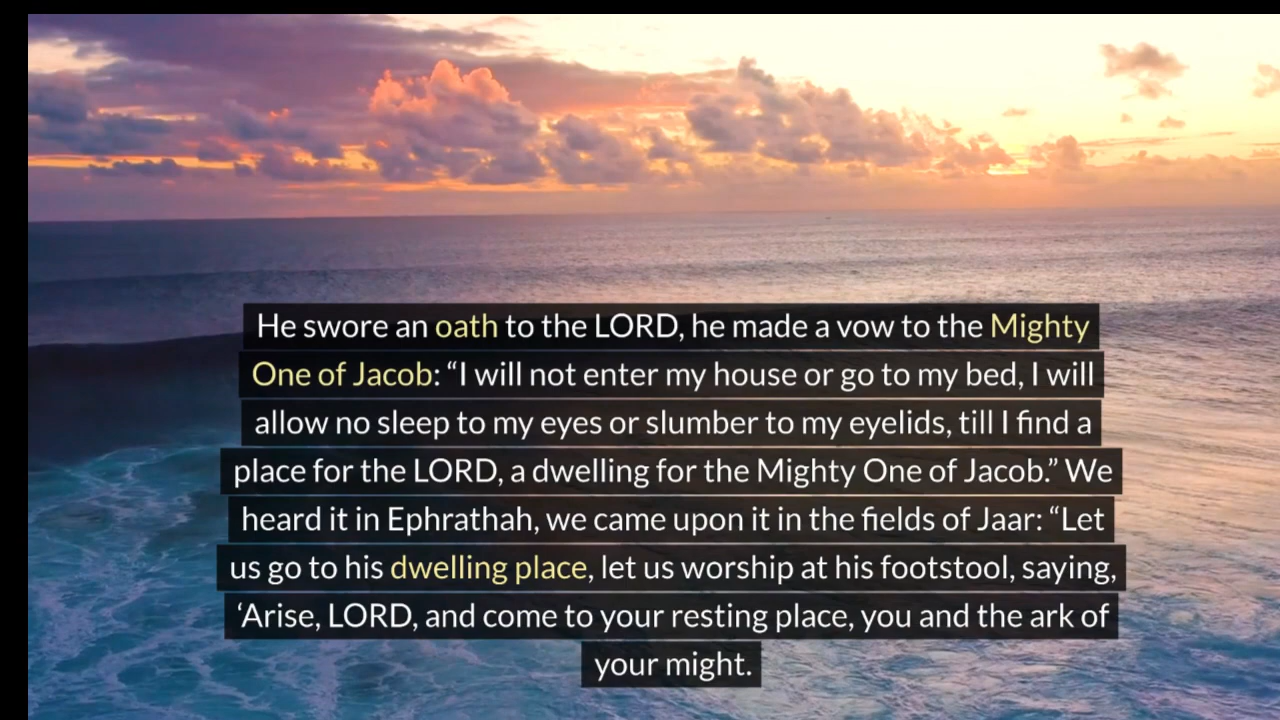 He swore an oath to the LORD, he made a vow to the Mighty
One of Jacob: “I will not enter my house or go to my bed, I will
allow no sleep to my eyes or slumber to my eyelids, till I find a
place for the LORD, a dwelling for the Mighty One of Jacob.” We
heard it in Ephrathah, we came upon it in the fields of Jaar: “Let
us go to his dwelling place, let us worship at his footstool, saying,
‘Arise, LORD, and come to your resting place, you and the ark of
your might.